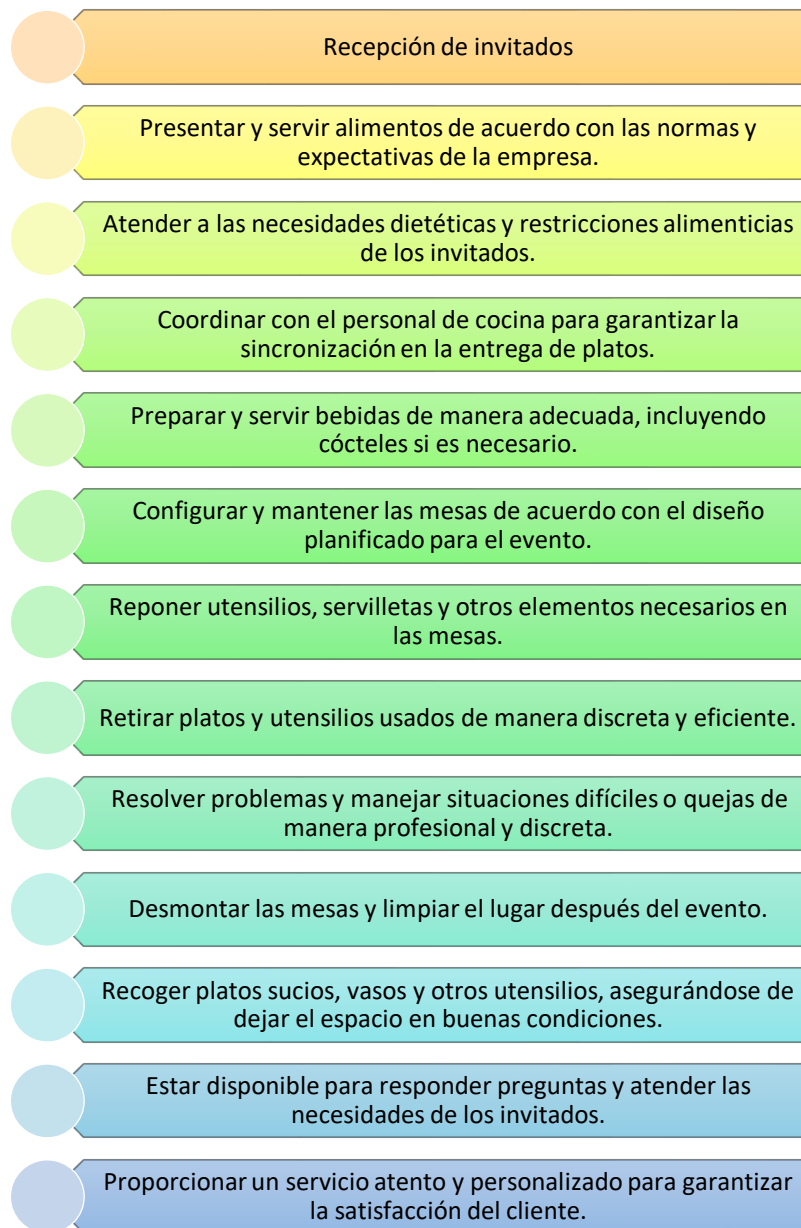 Recepción de invitados
Presentar y servir alimentos de acuerdo con las normas y
expectativas de la empresa.
Atender a las necesidades dietéticas y restricciones alimenticias
de los invitados.
Coordinar con el personal de cocina para garantizar la
sincronización en la entrega de platos.
Preparar y servir bebidas de manera adecuada, incluyendo
cócteles si es necesario.
Configurar y mantener las mesas de acuerdo con el diseño
planificado para el evento.
Reponer utensilios, servilletas y otros elementos necesarios en
las mesas.
Retirar platos y utensilios usados de manera discreta y eficiente.
Resolver problemas y manejar situaciones difíciles o quejas de
manera profesional y discreta.
Desmontar las mesas y limpiar el lugar después del evento.
Recoger platos sucios, vasos y otros utensilios, asegurándose de
dejar el espacio en buenas condiciones.
Estar disponible para responder preguntas y atender las
necesidades de los invitados.
Proporcionar un servicio atento y personalizado para garantizar
la satisfacción del cliente.